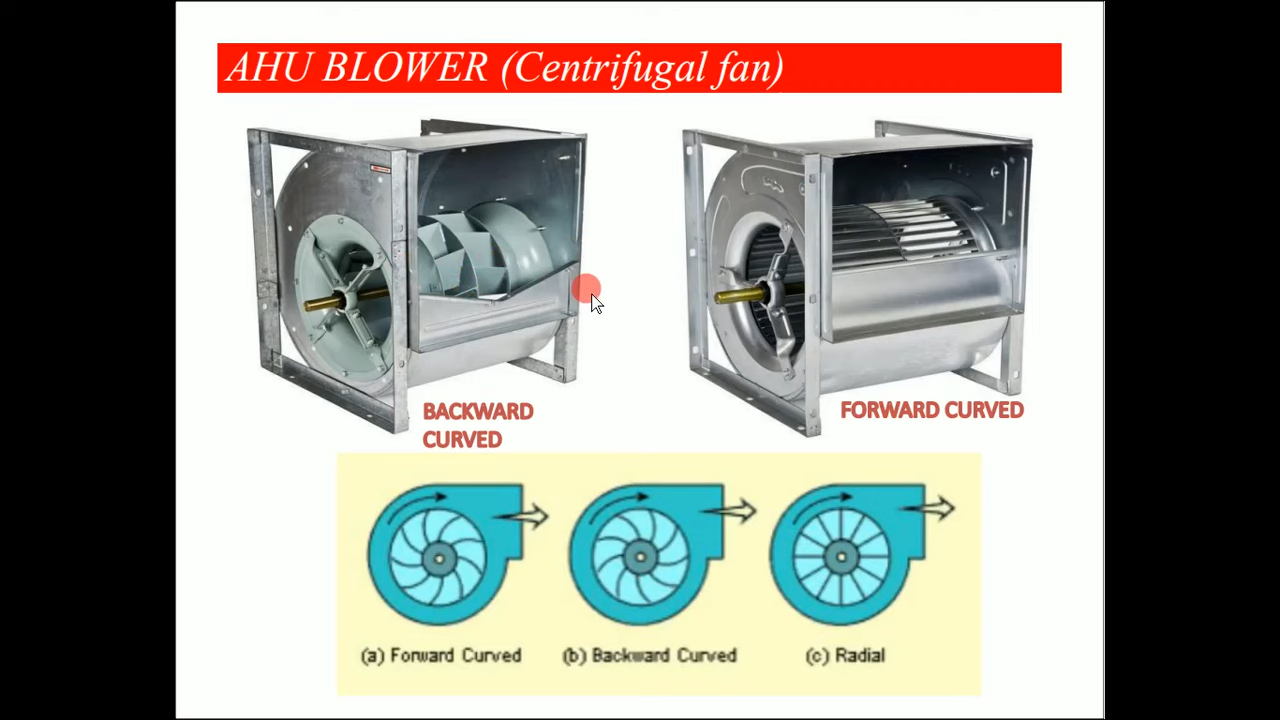 AHU BLOWER (Centrifugal fan)
BACKWARD
CURVED
FORWARD CURVED
(a) Forward Curved
(b) Backward Curved
(c) Radial